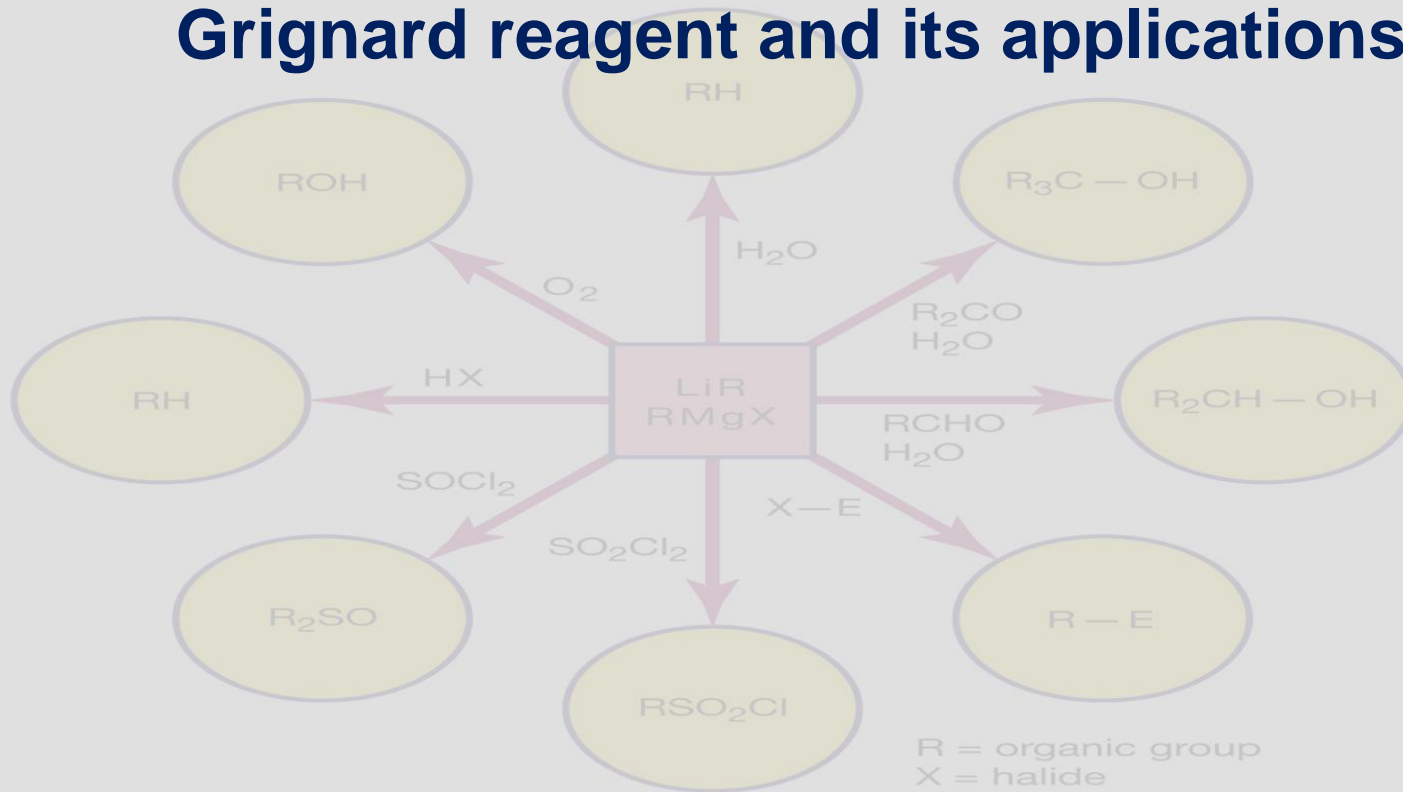 Grignard reagent and its applications
RH
ROH
R₃C — OH
H₂O
O₂
R₂CO
H₂O
HX
RH
LiR
RMgX
R₂CH — OH
RCHO
H₂O
SOCl₂
X — E
SO₂Cl₂
R₂SO
R — E
RSO₂Cl
R = organic group
X = halide